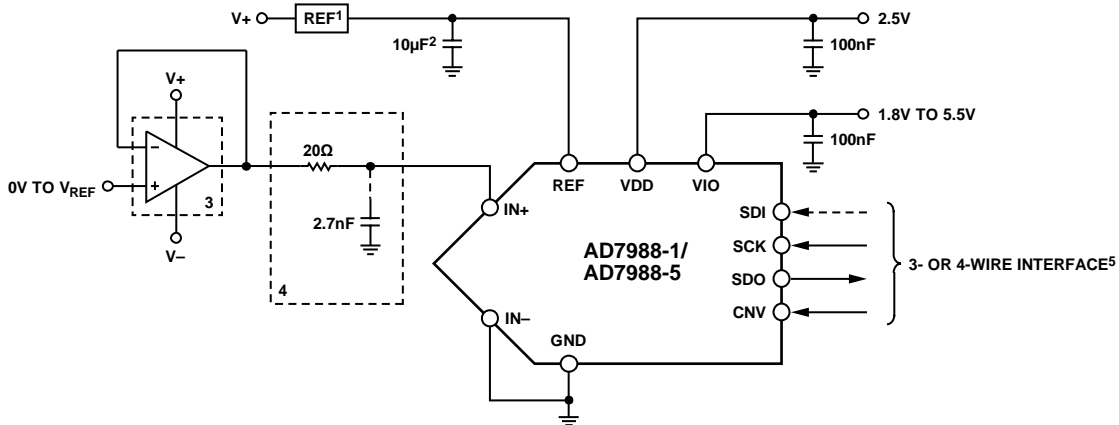 V+
REF1
10µF2
2.5V
100nF
1.8V TO 5.5V
100nF
V+
–
+
3
0V TO VREF
V–
20Ω
2.7nF
4
REF
VDD
VIO
IN+
IN–
GND
AD7988-1/
AD7988-5
SDI
SCK
SDO
CNV
3- OR 4-WIRE INTERFACE5